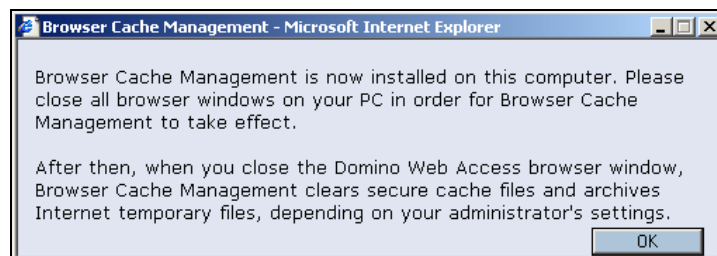 Browser Cache Management - Microsoft Internet Explorer
Browser Cache Management is now installed on this computer. Please
close all browser windows on your PC in order for Browser Cache
Management to take effect.
After then, when you close the Domino Web Access browser window,
Browser Cache Management clears secure cache files and archives
Internet temporary files, depending on your administrator's settings.
OK